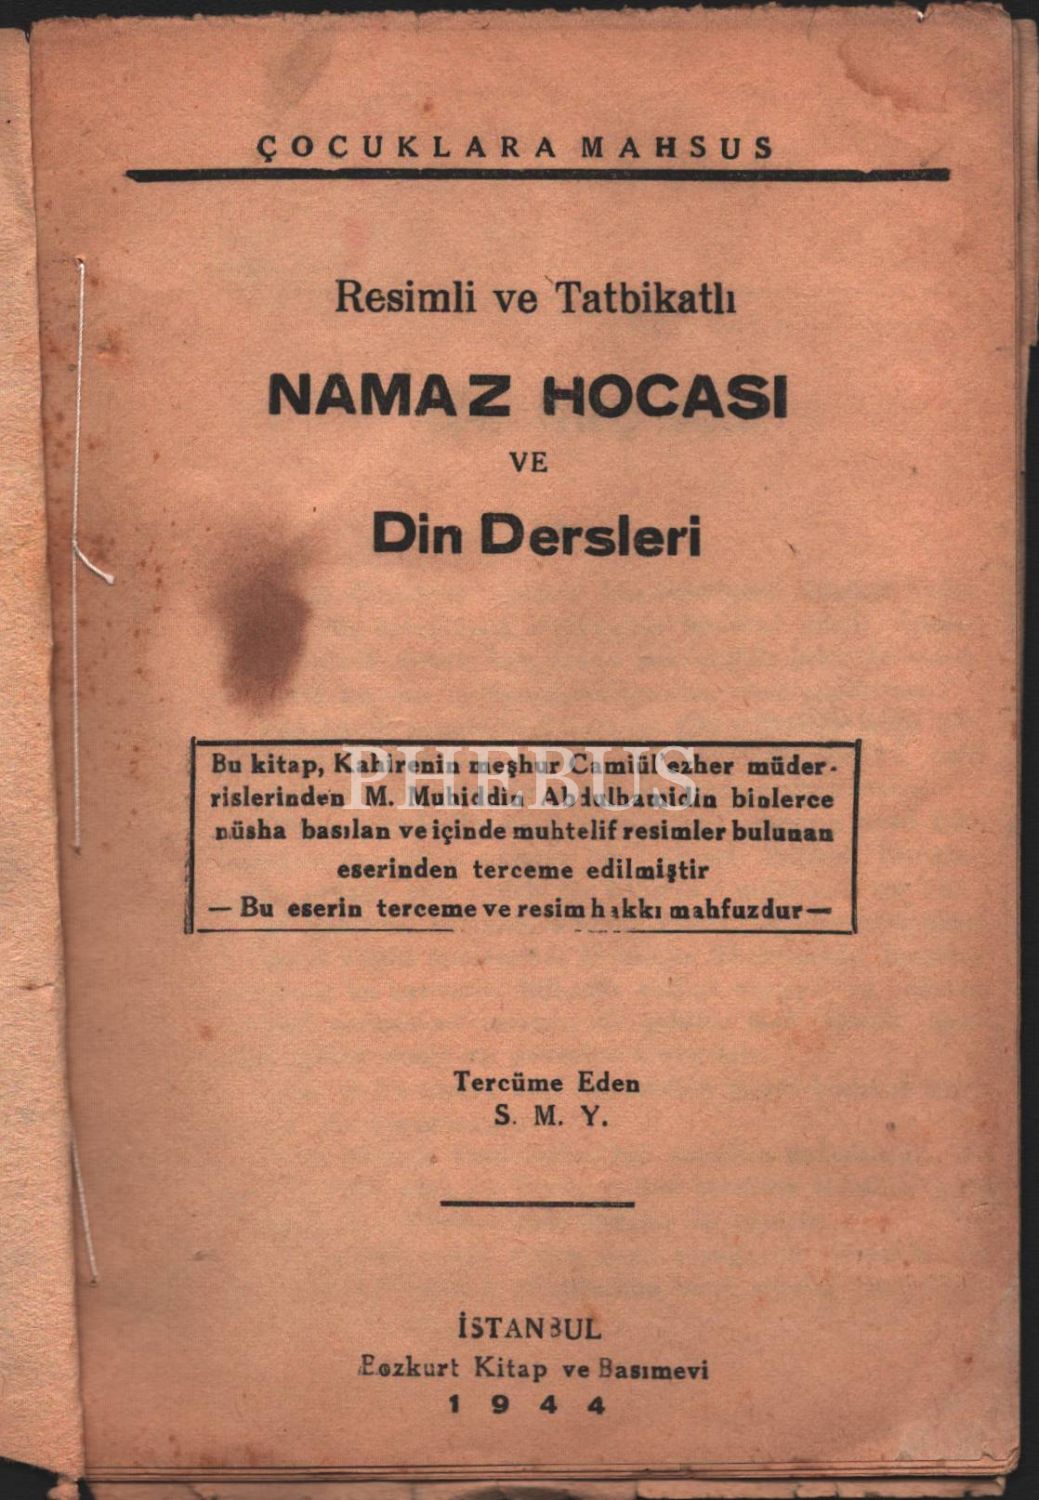 ÇOCUKLARA MAHSUS
Resimli ve Tatbikatlı
NAMAZ HOCASI
VE
Din Dersleri
PHEBUS
Bu kitap, Kahirenin meşhur Camiül'ezher müder-
rislerinden M. Muhiddin Abdulhamidin binlerce
nüsha basılan ve içinde muhtelif resimler bulunan
eserinden terceme edilmiştir
— Bu eserin terceme ve resim hakkı mahfuzdur —
Tercüme Eden
S. M. Y.
İSTANBUL
Bozkurt Kitap ve Basımevi
1944